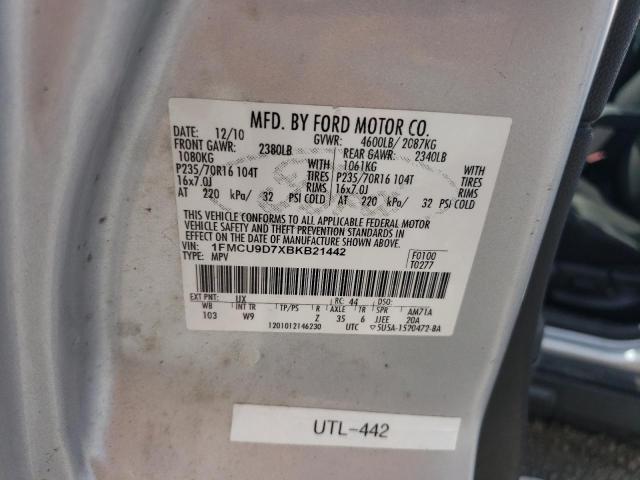 MFD. BY FORD MOTOR CO.
DATE: 12/10 GVWR: 4600LB/ 2087KG
FRONT GAWR: 2380LB REAR GAWR: 2340LB
1080KG WITH 1061KG WITH
P235/70R16 104T TIRES P235/70R16 104T TIRES
16x7.0J RIMS 16x7.0J RIMS
AT 220 kPa/ 32 PSI COLD AT 220 kPa/ 32 PSI COLD
THIS VEHICLE CONFORMS TO ALL APPLICABLE FEDERAL MOTOR
VEHICLE SAFETY AND THEFT PREVENTION STANDARDS IN
EFFECT ON THE DATE OF MANUFACTURE SHOWN ABOVE.
VIN: 1FMCU9D7XBKB21442 F0100
TYPE: MPV T0277
EXT PNT: UX RC: 44 DSO:
WB INT TR TP/PS R AXLE TR SPR AM71A
103 W9 Z 35 6 JJEE 20A
1201012146230 UTC 5U5A-1520472-BA
UTL-442